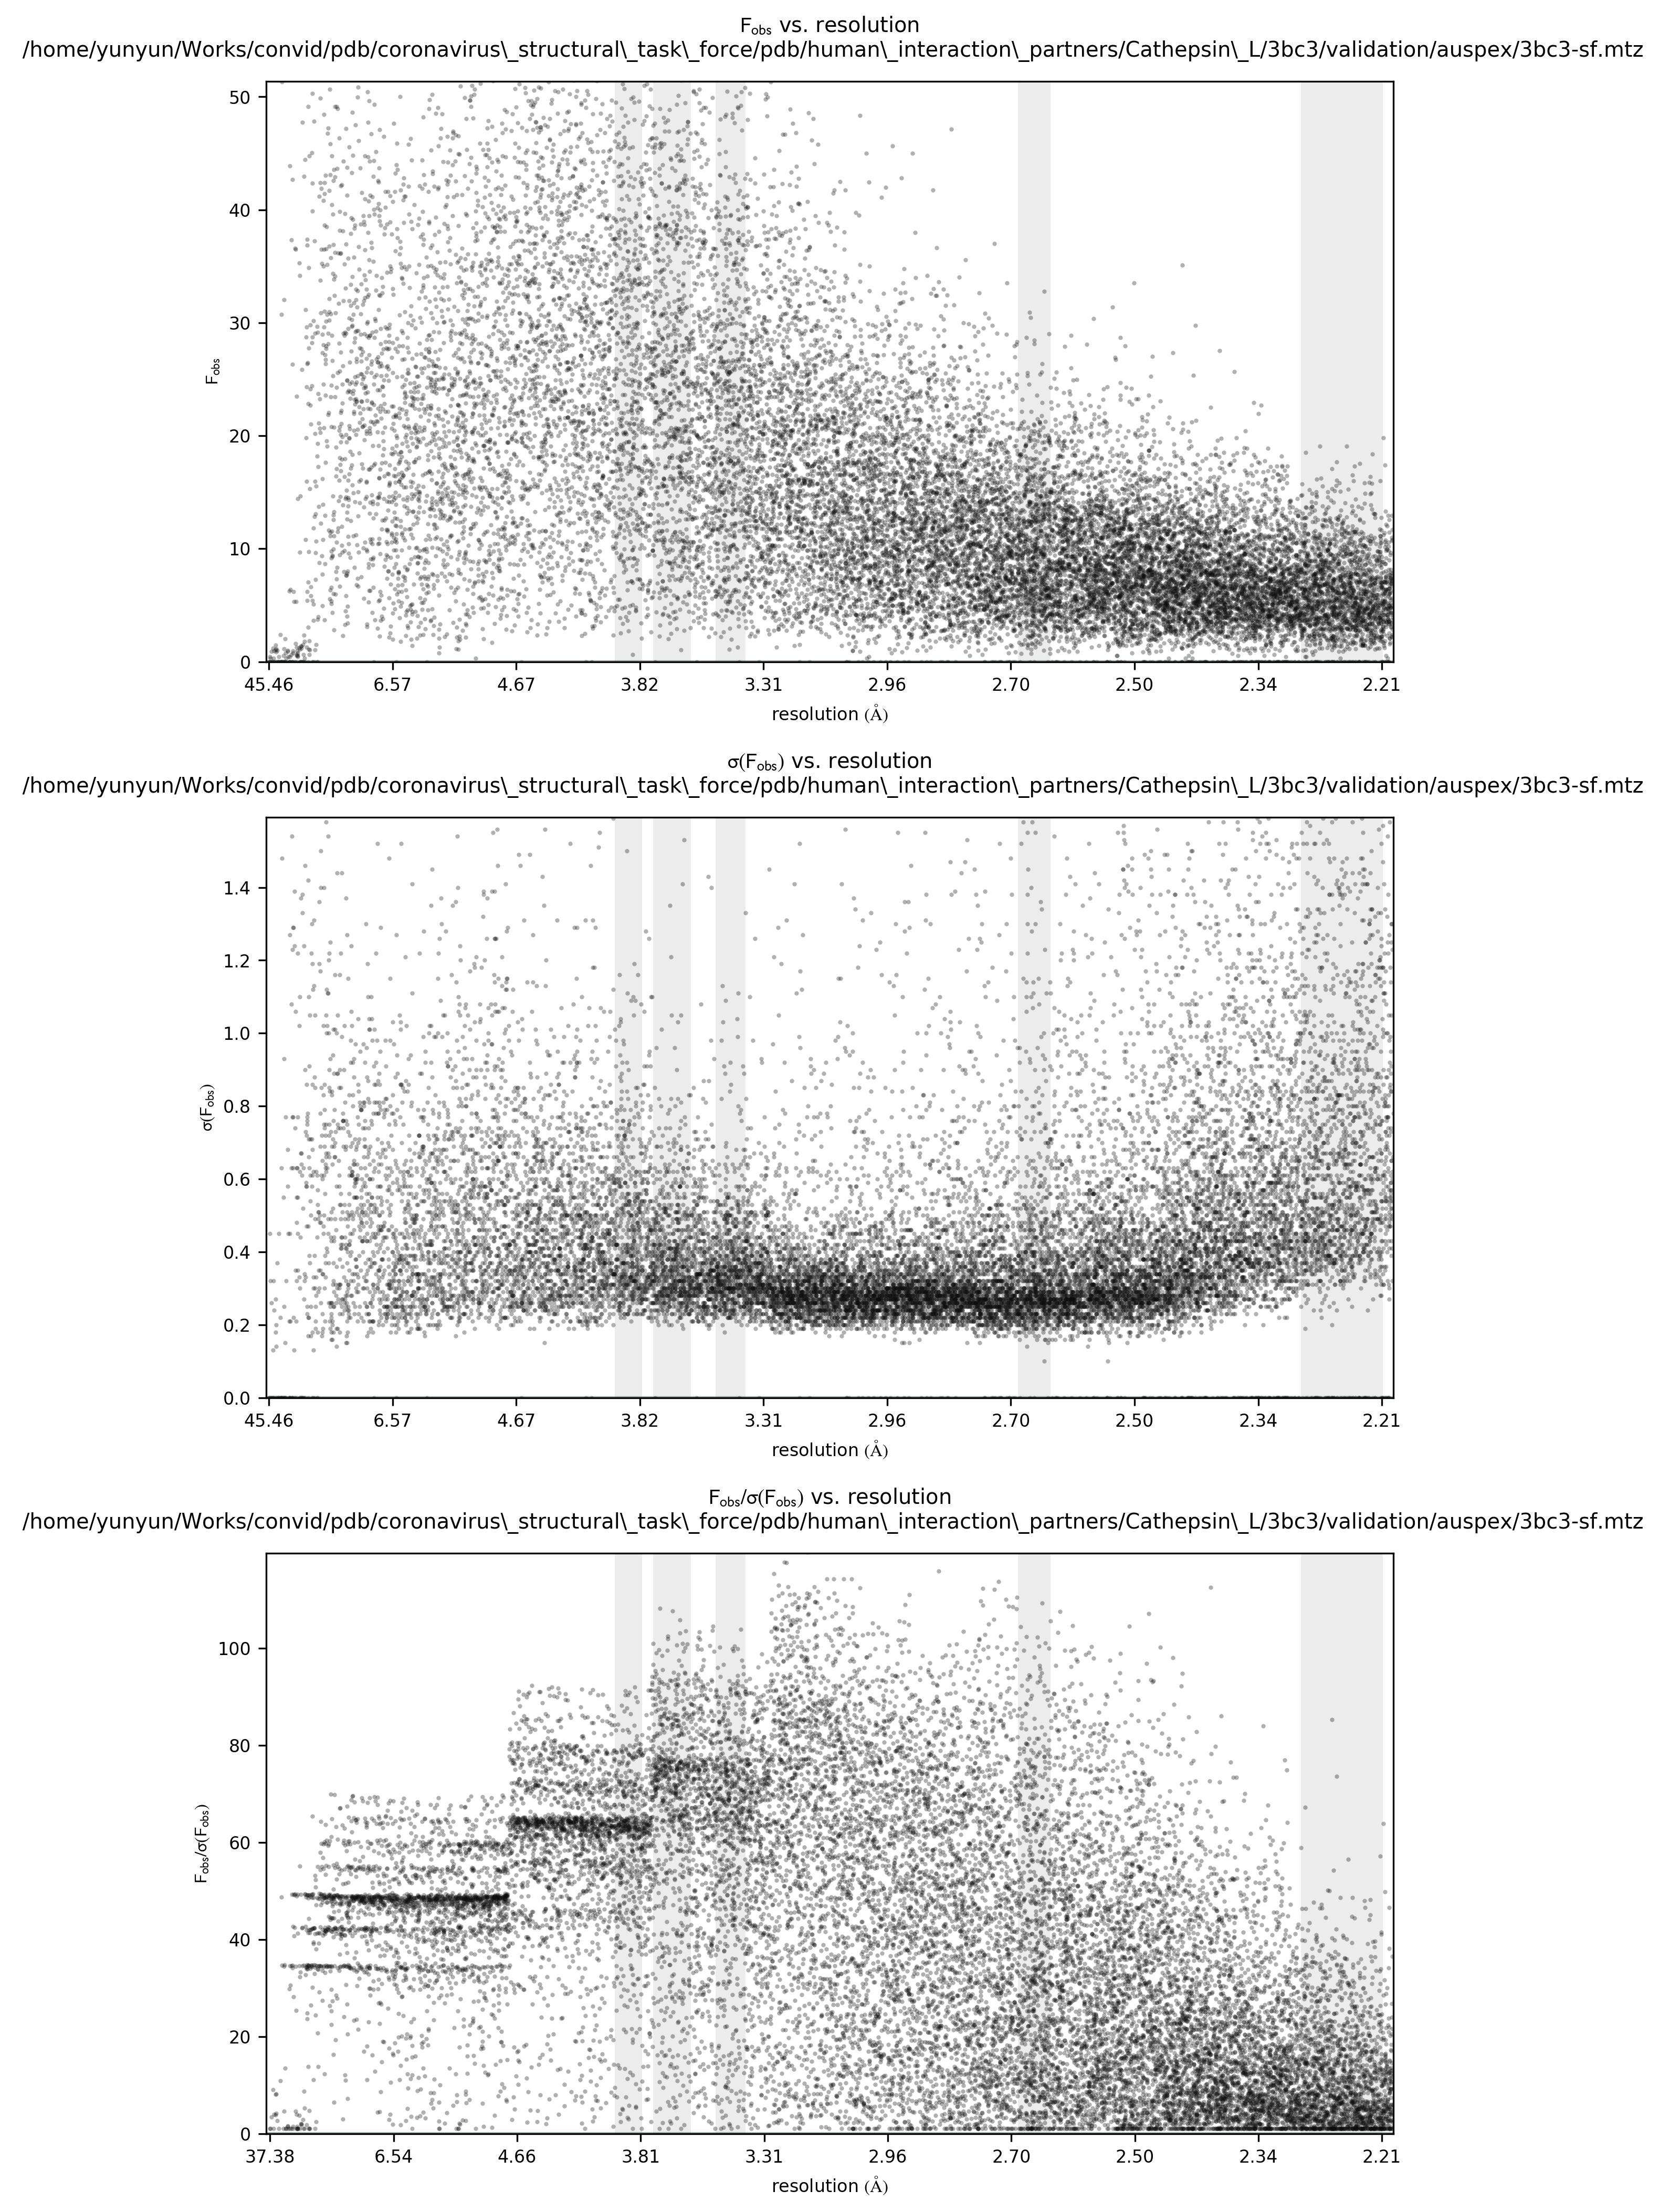 Fobs vs. resolution
/home/yunyun/Works/convid/pdb/coronavirus\_structural\_task\_force/pdb/human\_interaction\_partners/Cathepsin\_L/3bc3/validation/auspex/3bc3-sf.mtz
50
40
30
20
10
0
Fobs
45.46 6.57 4.67 3.82 3.31 2.96 2.70 2.50 2.34 2.21
resolution (Å)
σ(Fobs) vs. resolution
/home/yunyun/Works/convid/pdb/coronavirus\_structural\_task\_force/pdb/human\_interaction\_partners/Cathepsin\_L/3bc3/validation/auspex/3bc3-sf.mtz
1.4
1.2
1.0
0.8
0.6
0.4
0.2
0.0
σ(Fobs)
45.46 6.57 4.67 3.82 3.31 2.96 2.70 2.50 2.34 2.21
resolution (Å)
Fobs/σ(Fobs) vs. resolution
/home/yunyun/Works/convid/pdb/coronavirus\_structural\_task\_force/pdb/human\_interaction\_partners/Cathepsin\_L/3bc3/validation/auspex/3bc3-sf.mtz
100
80
60
40
20
0
Fobs/σ(Fobs)
37.38 6.54 4.66 3.81 3.31 2.96 2.70 2.50 2.34 2.21
resolution (Å)